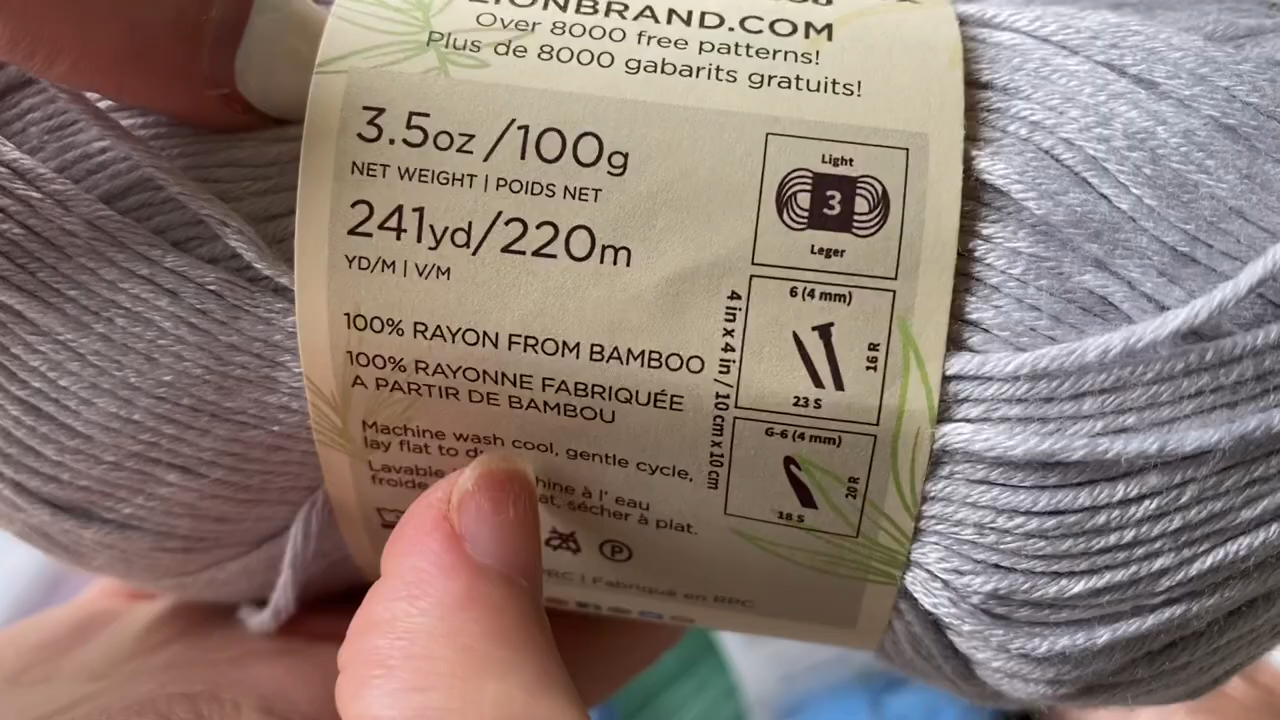 LIONBRAND.COM
Over 8000 free patterns!
Plus de 8000 gabarits gratuits!
3.5oz/100g
NET WEIGHT | POIDS NET
241yd/220m
YD/M | V/M
100% RAYON FROM BAMBOO
100% RAYONNE FABRIQUÉE
A PARTIR DE BAMBOU
Machine wash cool, gentle cycle,
lay flat to
Lavable à l' eau
froide sécher à plat.
P
| Fabriqué en RPC
Light
3
Leger
4 in x 4 in / 10 cm x 10 cm
6 (4 mm)
16 R
23 S
G-6 (4 mm)
20 R
18 S